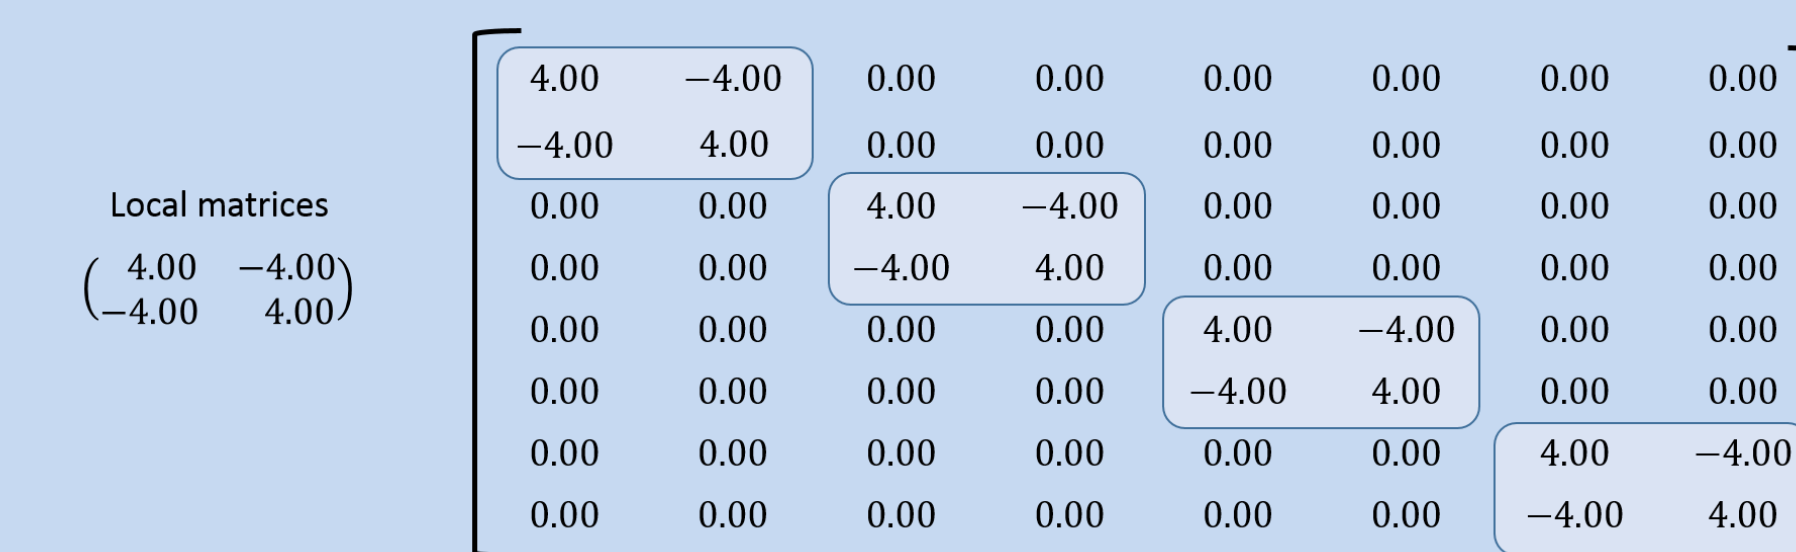 4.00 −4.00 0.00 0.00 0.00 0.00 0.00 0.00
−4.00 4.00 0.00 0.00 0.00 0.00 0.00 0.00
Local matrices
0.00 0.00 4.00 −4.00 0.00 0.00 0.00 0.00
4.00 −4.00
0.00 0.00 −4.00 4.00 0.00 0.00 0.00 0.00
−4.00 4.00
0.00 0.00 0.00 0.00 4.00 −4.00 0.00 0.00
0.00 0.00 0.00 0.00 −4.00 4.00 0.00 0.00
0.00 0.00 0.00 0.00 0.00 0.00 4.00 −4.00
0.00 0.00 0.00 0.00 0.00 0.00 −4.00 4.00